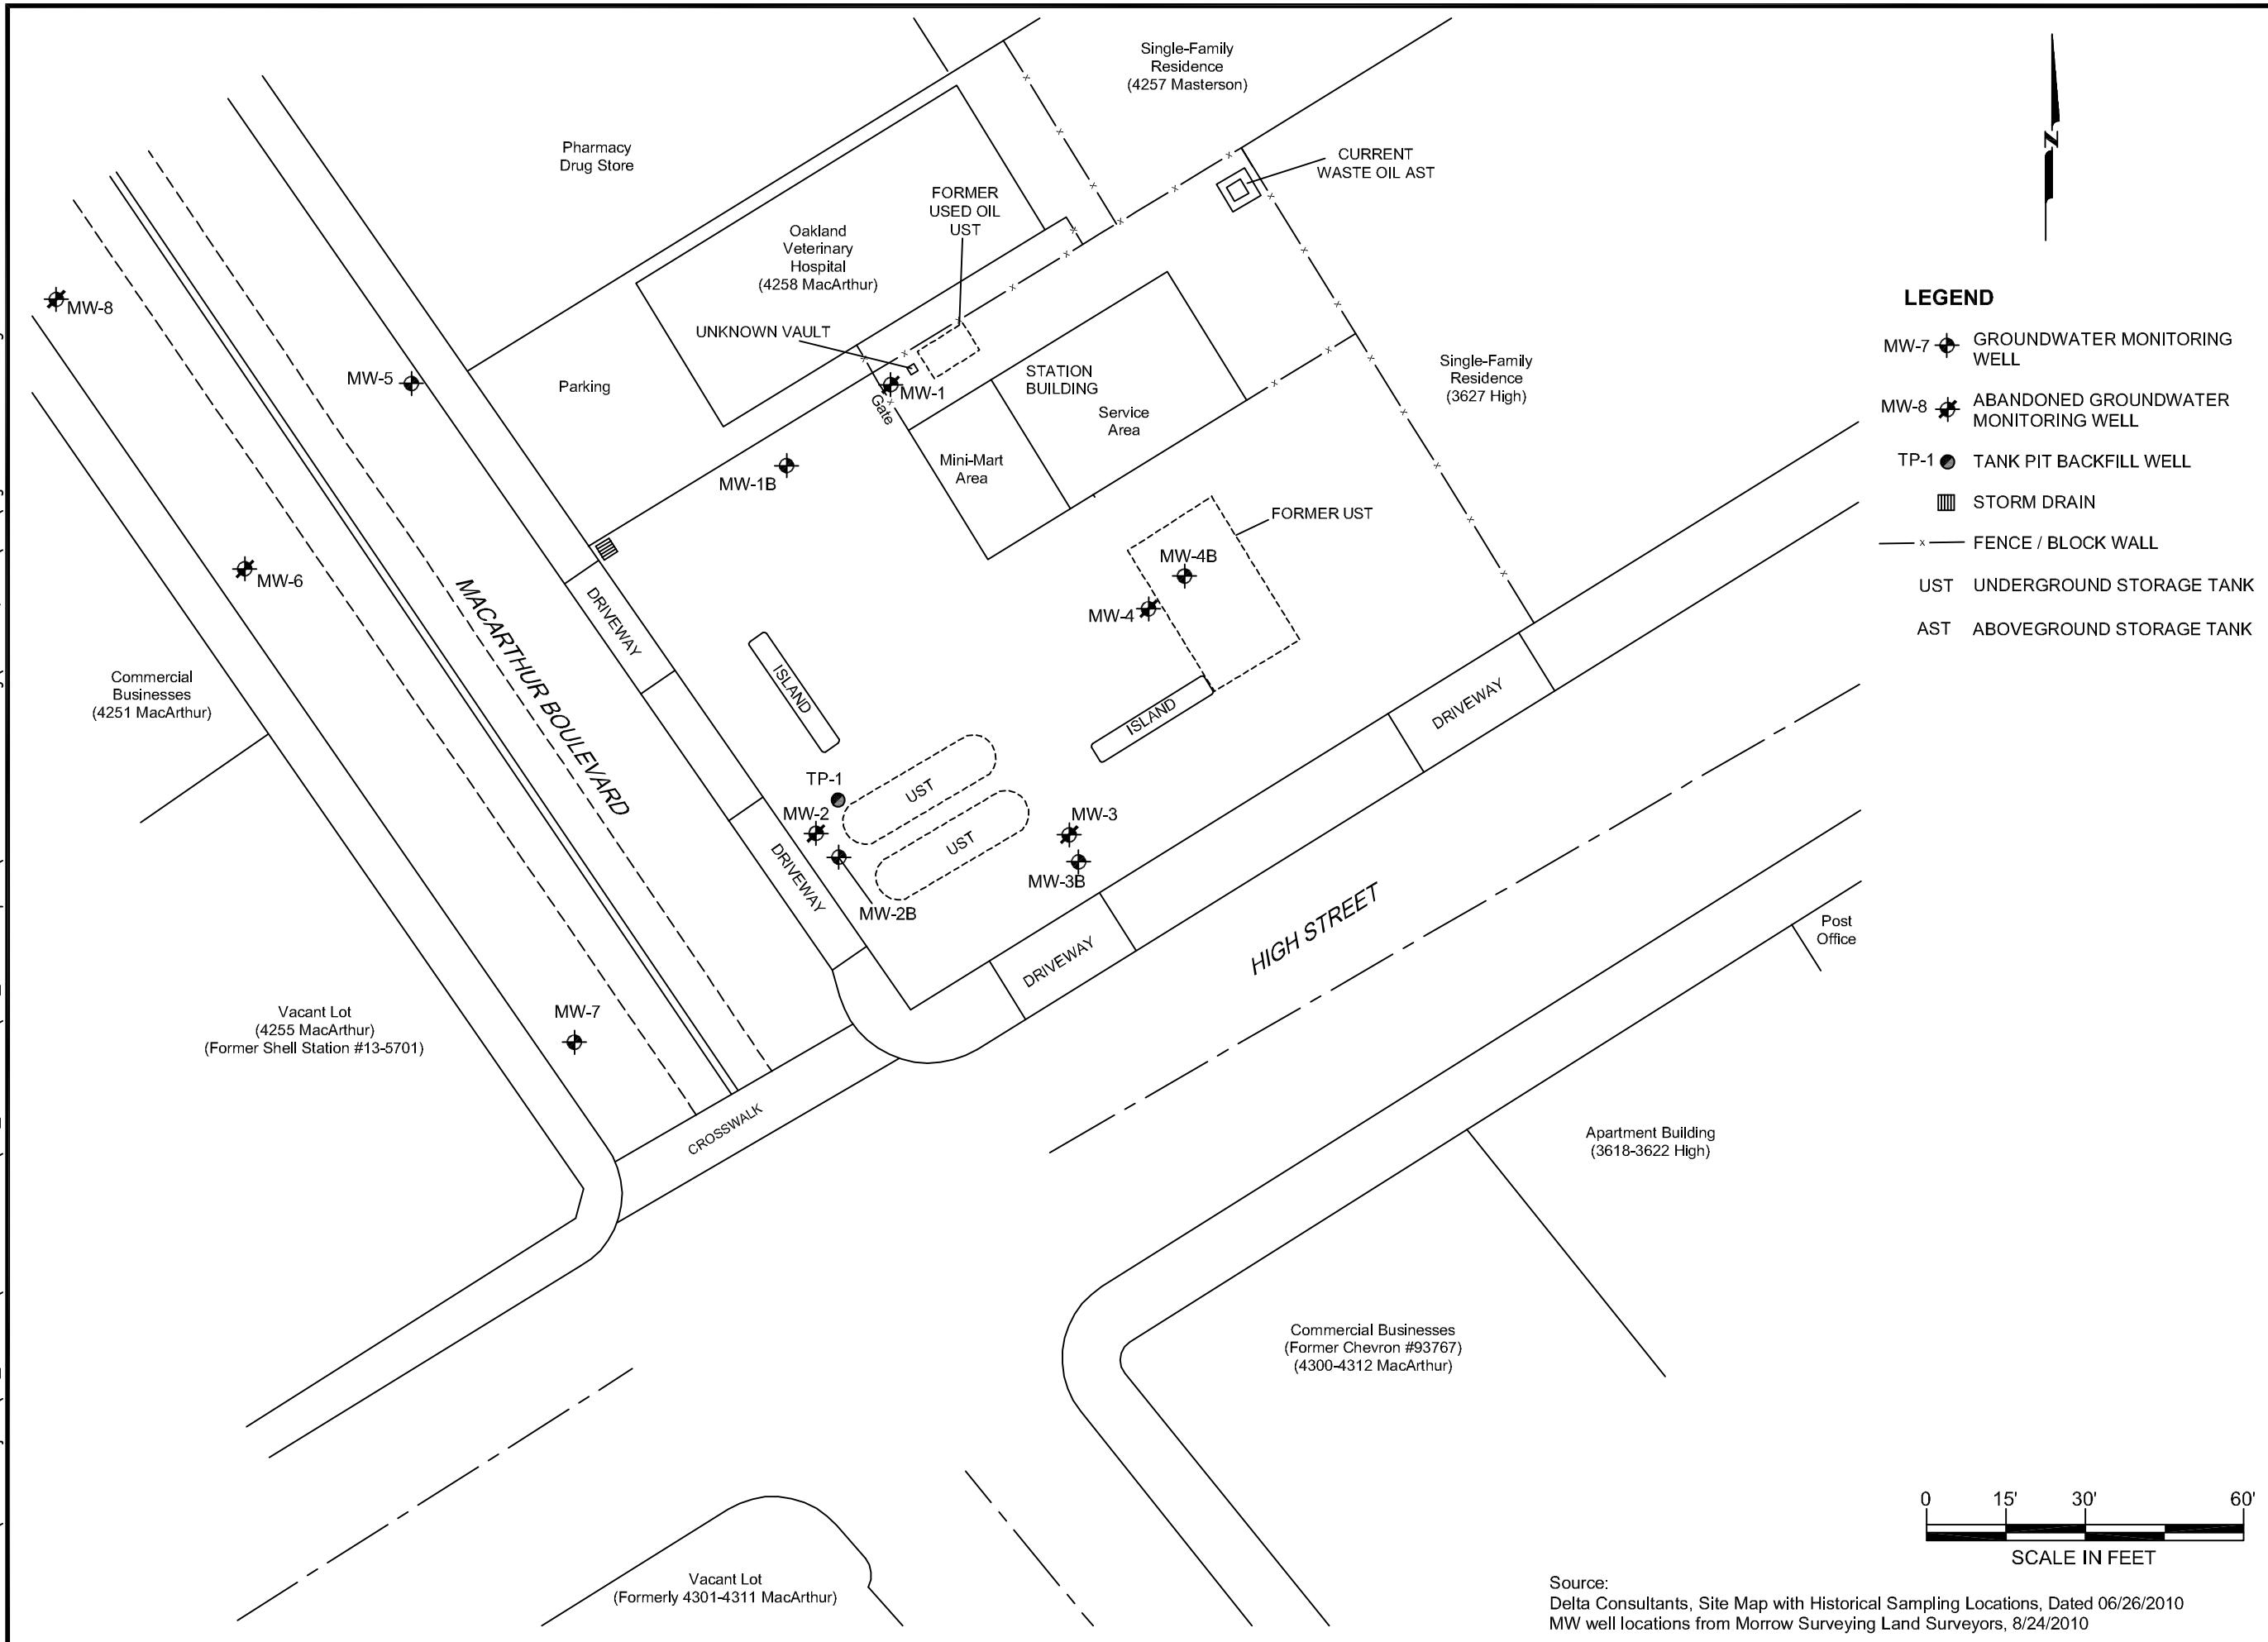 Single-Family
Residence
(4257 Masterson)
Pharmacy
Drug Store
CURRENT
WASTE OIL AST
FORMER
USED OIL
UST
Oakland
Veterinary
Hospital
(4258 MacArthur)
N
LEGEND
MW-7 GROUNDWATER MONITORING
WELL
MW-8 ABANDONED GROUNDWATER
MONITORING WELL
TP-1 TANK PIT BACKFILL WELL
STORM DRAIN
x FENCE / BLOCK WALL
UST UNDERGROUND STORAGE TANK
AST ABOVEGROUND STORAGE TANK
MW-8
UNKNOWN VAULT
MW-5
Parking
MW-1
Gate
STATION
BUILDING
Service
Area
Single-Family
Residence
(3627 High)
Mini-Mart
Area
MW-1B
FORMER UST
MW-4B
MW-4
MW-6
MACARTHUR BOULEVARD
DRIVEWAY
ISLAND
ISLAND
DRIVEWAY
Commercial
Businesses
(4251 MacArthur)
TP-1
UST
MW-2
UST
MW-3
MW-3B
MW-2B
DRIVEWAY
DRIVEWAY
HIGH STREET
Post
Office
Vacant Lot
(4255 MacArthur)
(Former Shell Station #13-5701)
MW-7
CROSSWALK
Apartment Building
(3618-3622 High)
Commercial Businesses
(Former Chevron #93767)
(4300-4312 MacArthur)
Vacant Lot
(Formerly 4301-4311 MacArthur)
0 15' 30' 60'
SCALE IN FEET
Source:
Delta Consultants, Site Map with Historical Sampling Locations, Dated 06/26/2010
MW well locations from Morrow Surveying Land Surveyors, 8/24/2010